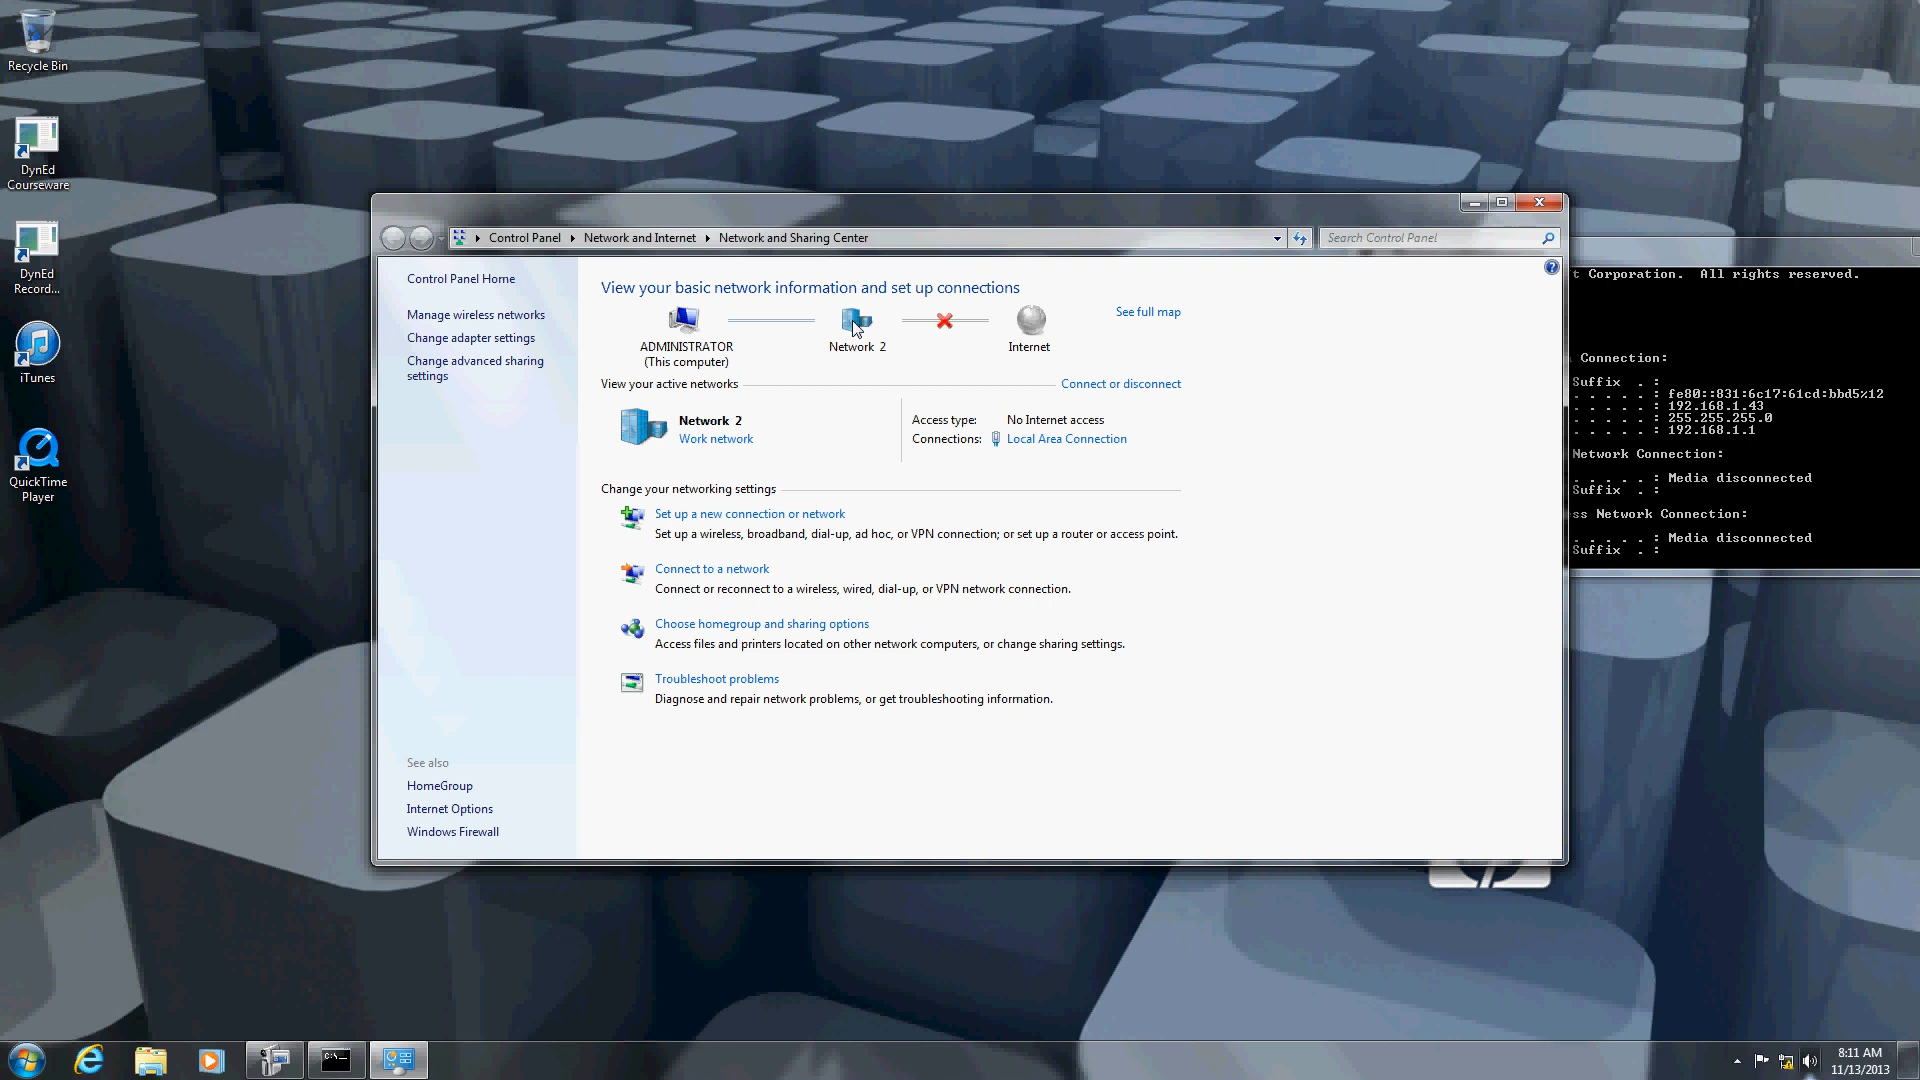 Recycle Bin
DynEd
Courseware
DynEd
Record...
iTunes
QuickTime
Player
Control Panel
Network and Internet
Network and Sharing Center
Search Control Panel
Control Panel Home
Manage wireless networks
Change adapter settings
Change advanced sharing
settings
See also
HomeGroup
Internet Options
Windows Firewall
View your basic network information and set up connections
See full map
ADMINISTRATOR
(This computer)
Network 2
Internet
View your active networks
Connect or disconnect
Network 2
Work network
Access type: No Internet access
Connections: Local Area Connection
Change your networking settings
Set up a new connection or network
Set up a wireless, broadband, dial-up, ad hoc, or VPN connection; or set up a router or access point.
Connect to a network
Connect or reconnect to a wireless, wired, dial-up, or VPN network connection.
Choose homegroup and sharing options
Access files and printers located on other network computers, or change sharing settings.
Troubleshoot problems
Diagnose and repair network problems, or get troubleshooting information.
t Corporation.  All rights reserved.
Connection:
Suffix  . :
. . . . . : fe80::831:6c17:61cd:bbd5%12
. . . . . : 192.168.1.43
. . . . . : 255.255.255.0
. . . . . : 192.168.1.1
Network Connection:
. . . . . : Media disconnected
Suffix  . :
ss Network Connection:
. . . . . : Media disconnected
Suffix  . :
C:\_
8:11 AM
11/13/2013